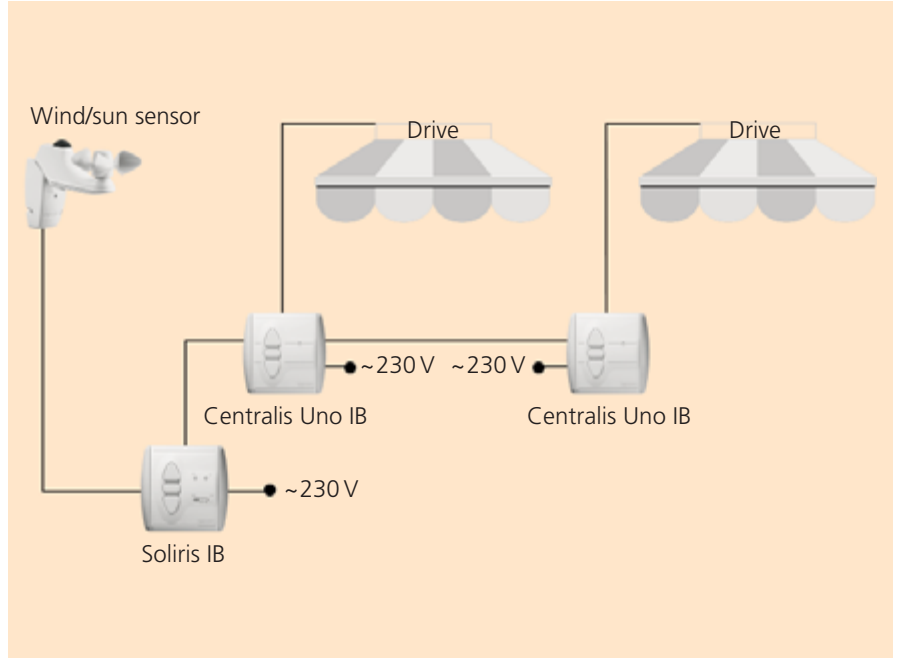 Wind/sun sensor
Drive
Drive
~230 V
~230 V
Centralis Uno IB
Centralis Uno IB
~230 V
Soliris IB